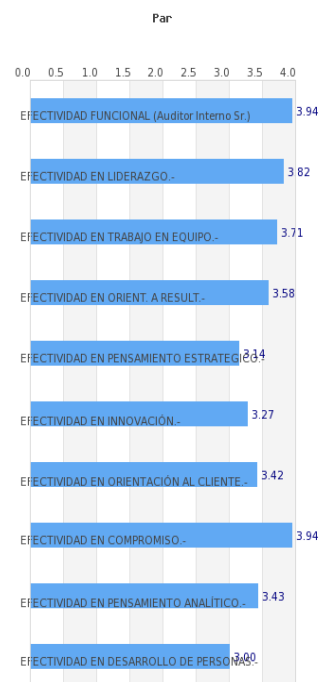 Par
0.0 0.5 1.0 1.5 2.0 2.5 3.0 3.5 4.0
EFECTIVIDAD FUNCIONAL (Auditor Interno Sr.) 3.94
EFECTIVIDAD EN LIDERAZGO.- 3.82
EFECTIVIDAD EN TRABAJO EN EQUIPO.- 3.71
EFECTIVIDAD EN ORIENT. A RESULT.- 3.58
EFECTIVIDAD EN PENSAMIENTO ESTRATEGICO.- 3.14
EFECTIVIDAD EN INNOVACIÓN.- 3.27
EFECTIVIDAD EN ORIENTACIÓN AL CLIENTE.- 3.42
EFECTIVIDAD EN COMPROMISO.- 3.94
EFECTIVIDAD EN PENSAMIENTO ANALÍTICO.- 3.43
EFECTIVIDAD EN DESARROLLO DE PERSONAS.- 3.00